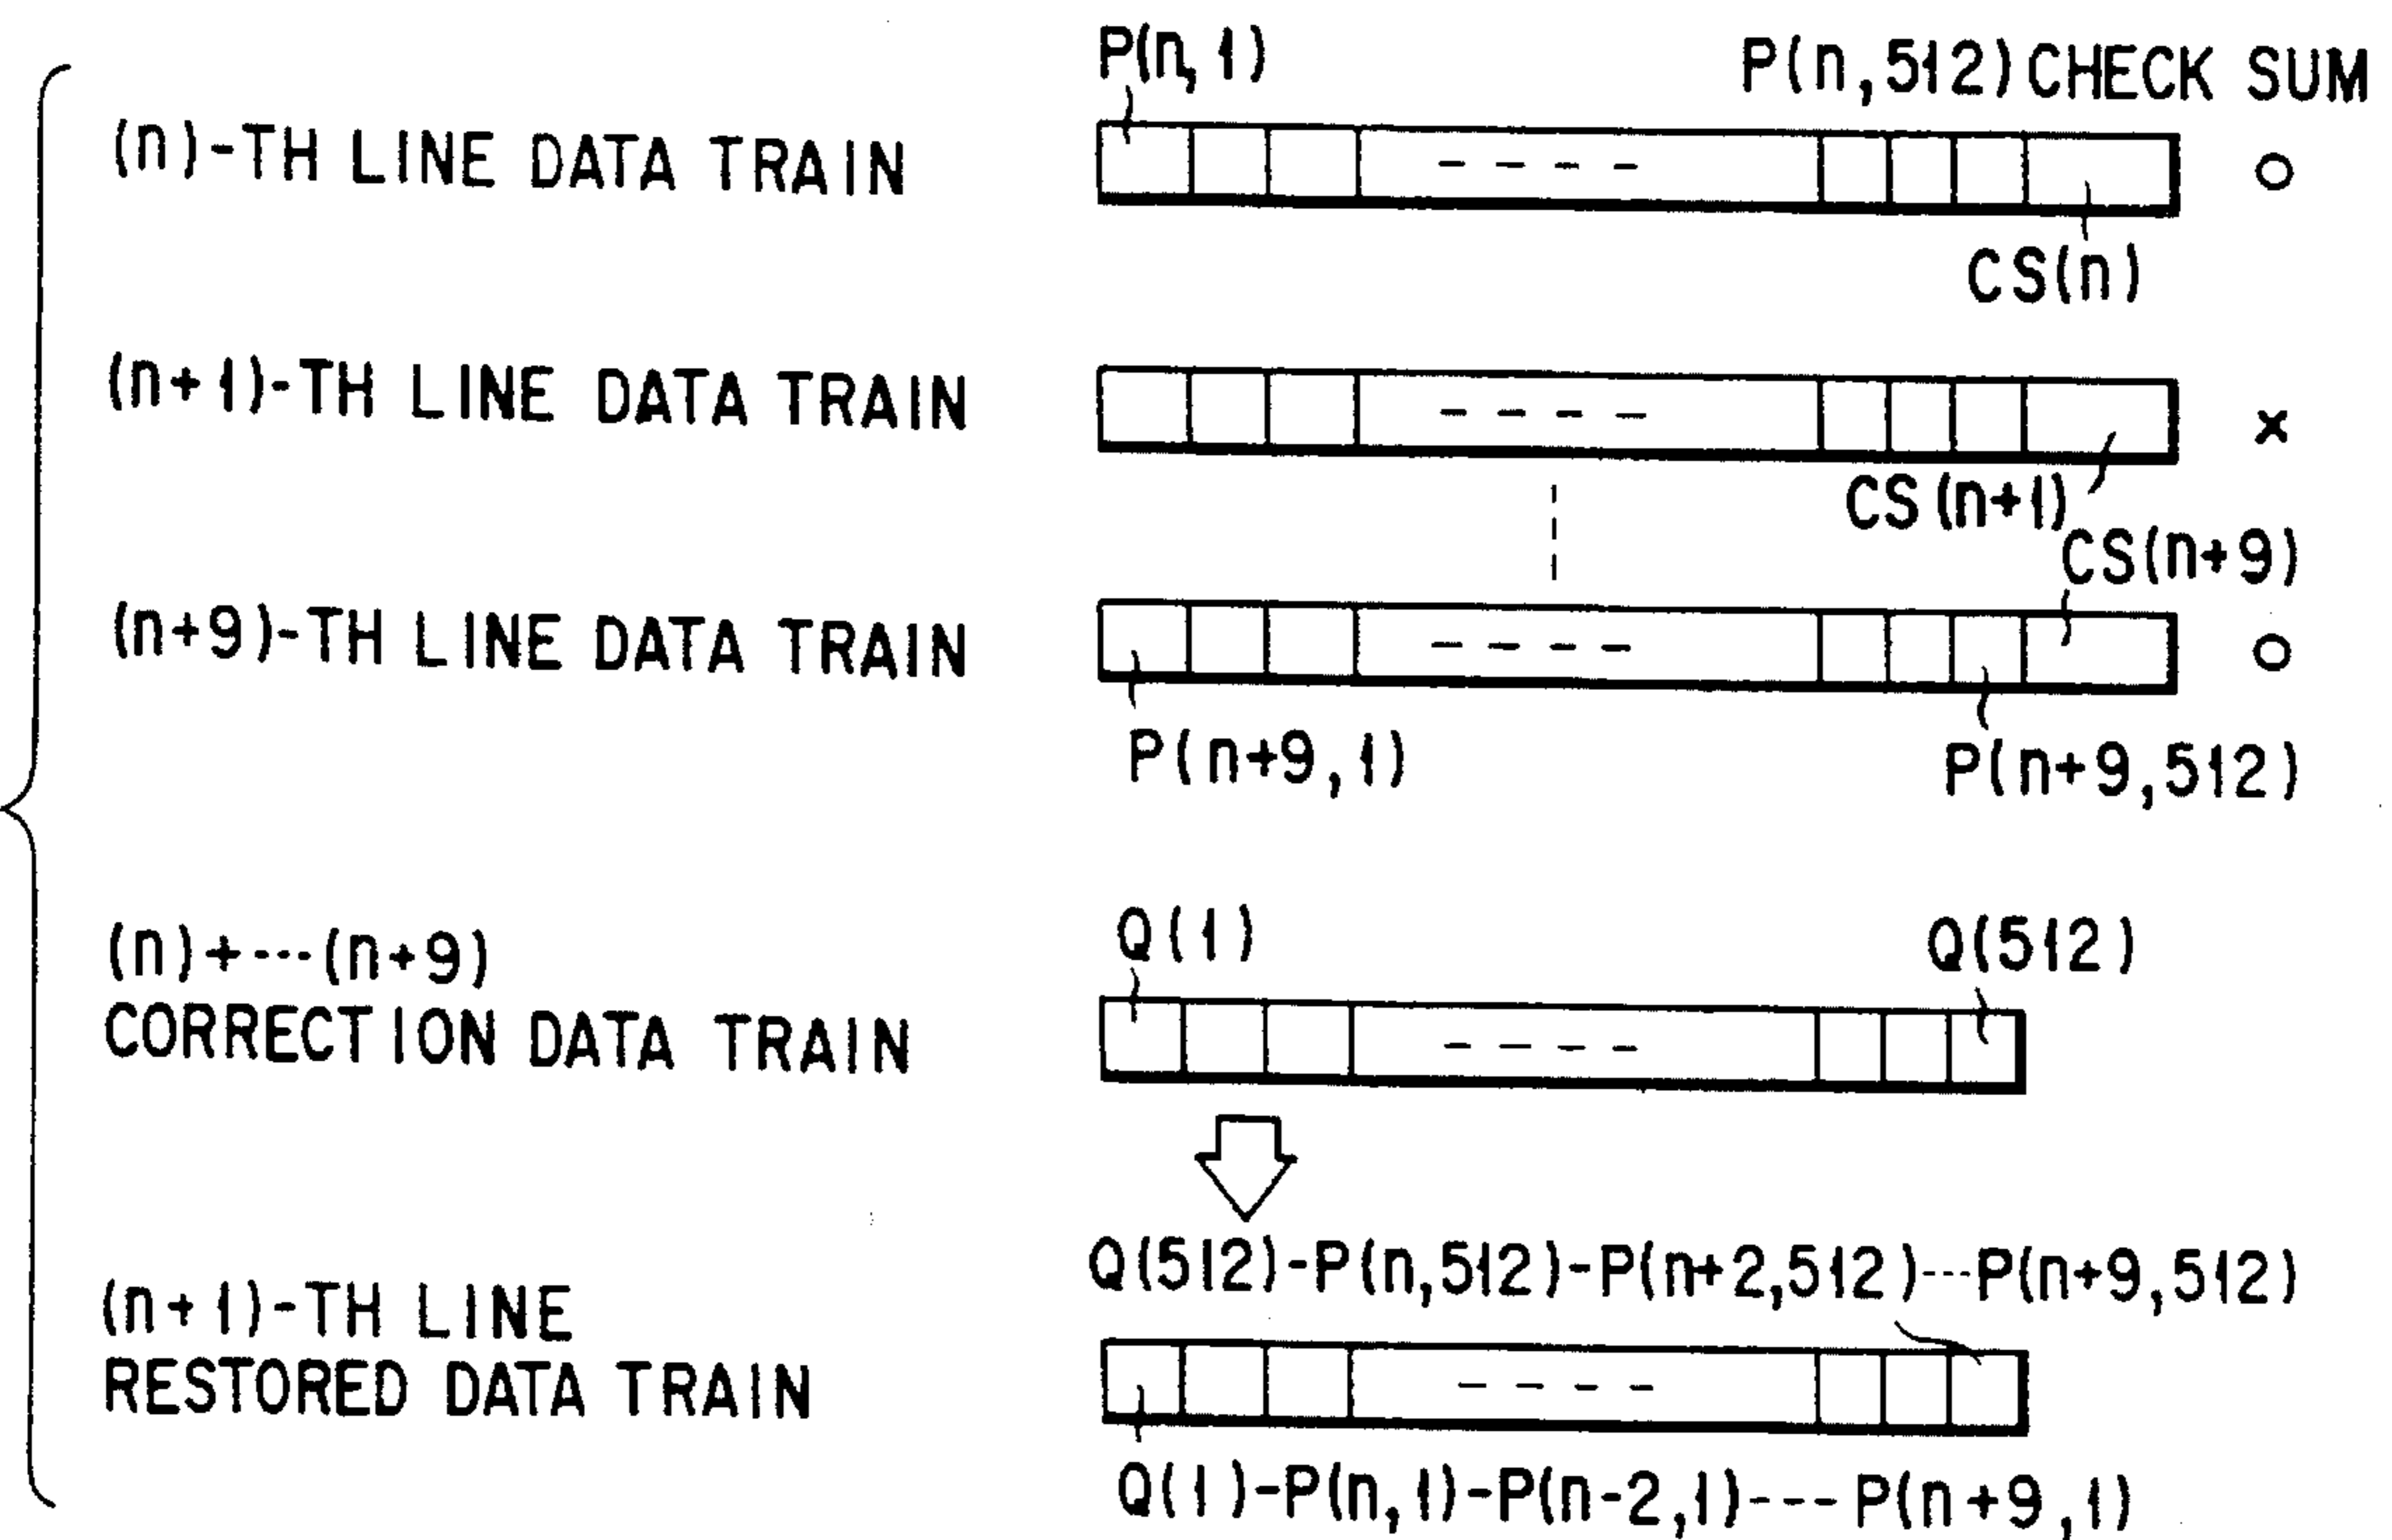 P(n,1)
P(n,512) CHECK SUM
(n)-TH LINE DATA TRAIN
---- 
○
CS(n)
(n+1)-TH LINE DATA TRAIN
----
×
CS(n+1)
CS(n+9)
(n+9)-TH LINE DATA TRAIN
----
○
P(n+9,1)
P(n+9,512)
Q(1)
Q(512)
(n)+---(n+9)
CORRECTION DATA TRAIN
----
Q(512)-P(n,512)-P(n+2,512)---P(n+9,512)
(n+1)-TH LINE
RESTORED DATA TRAIN
----
Q(1)-P(n,1)-P(n-2,1)---P(n+9,1)